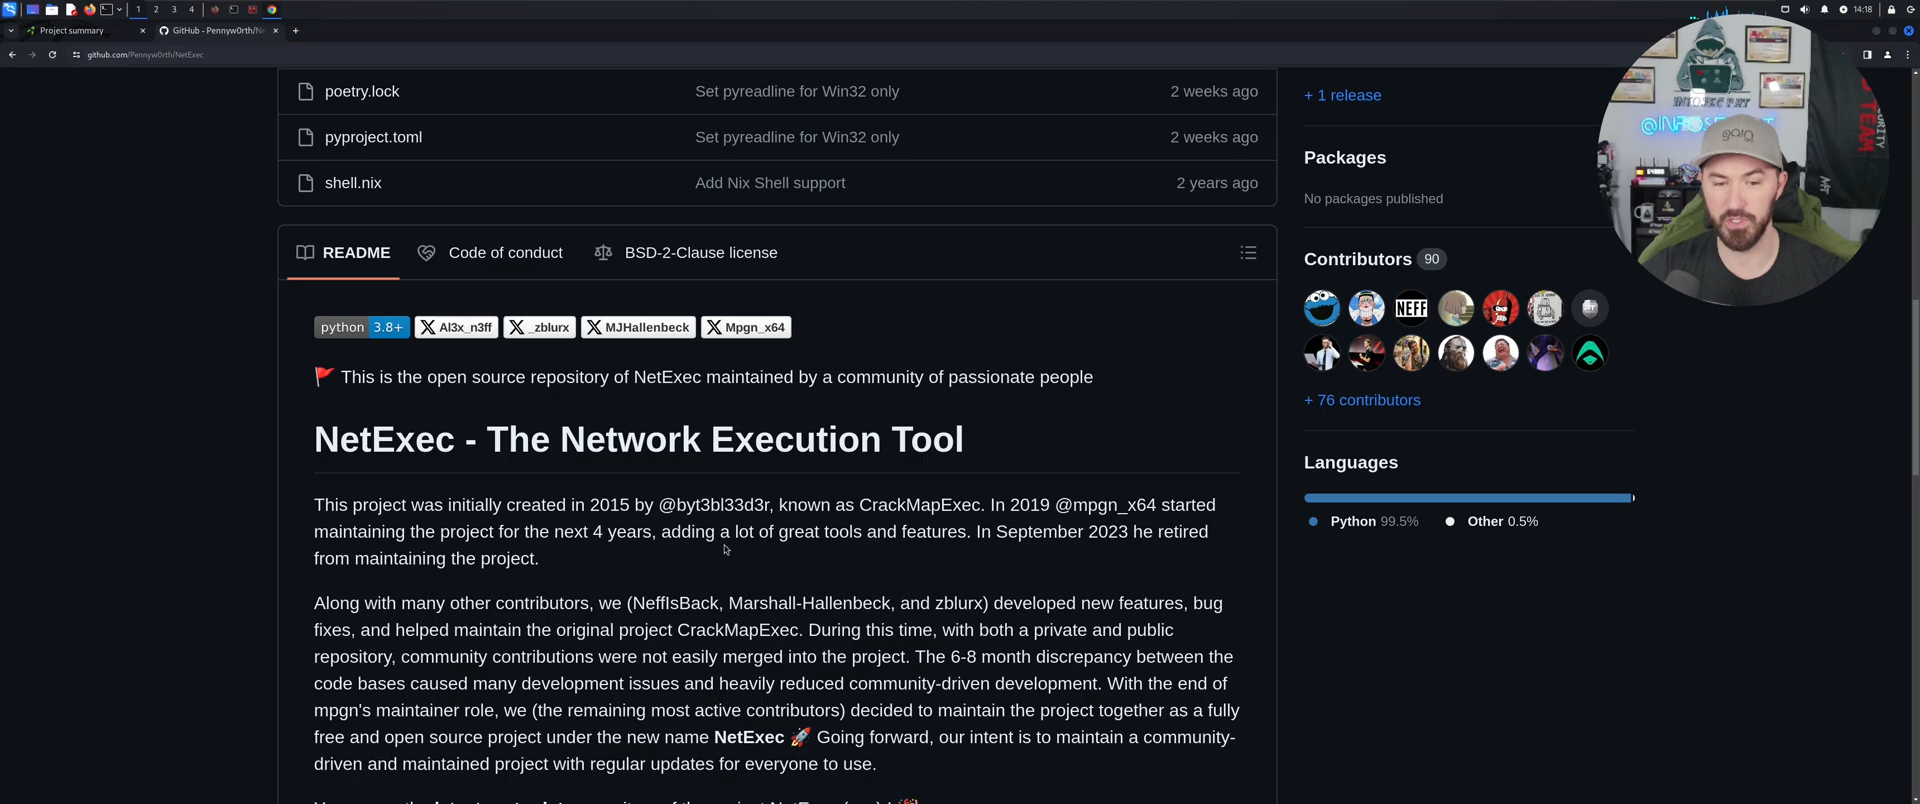 1 2 3 4
14:18
Project summary
GitHub - Pennyw0rth/Ne
github.com/Pennyw0rth/NetExec
poetry.lock Set pyreadline for Win32 only 2 weeks ago
pyproject.toml Set pyreadline for Win32 only 2 weeks ago
shell.nix Add Nix Shell support 2 years ago
README Code of conduct BSD-2-Clause license
python 3.8+ Al3x_n3ff _zblurx MJHallenbeck Mpgn_x64
🚩 This is the open source repository of NetExec maintained by a community of passionate people
NetExec - The Network Execution Tool
This project was initially created in 2015 by @byt3bl33d3r, known as CrackMapExec. In 2019 @mpgn_x64 started
maintaining the project for the next 4 years, adding a lot of great tools and features. In September 2023 he retired
from maintaining the project.
Along with many other contributors, we (NeffIsBack, Marshall-Hallenbeck, and zblurx) developed new features, bug
fixes, and helped maintain the original project CrackMapExec. During this time, with both a private and public
repository, community contributions were not easily merged into the project. The 6-8 month discrepancy between the
code bases caused many development issues and heavily reduced community-driven development. With the end of
mpgn's maintainer role, we (the remaining most active contributors) decided to maintain the project together as a fully
free and open source project under the new name NetExec 🚀 Going forward, our intent is to maintain a community-
driven and maintained project with regular updates for everyone to use.
+ 1 release
Packages
No packages published
Contributors 90
NEFF
+ 76 contributors
Languages
Python 99.5% Other 0.5%
INFOSEC PAT
TEAM